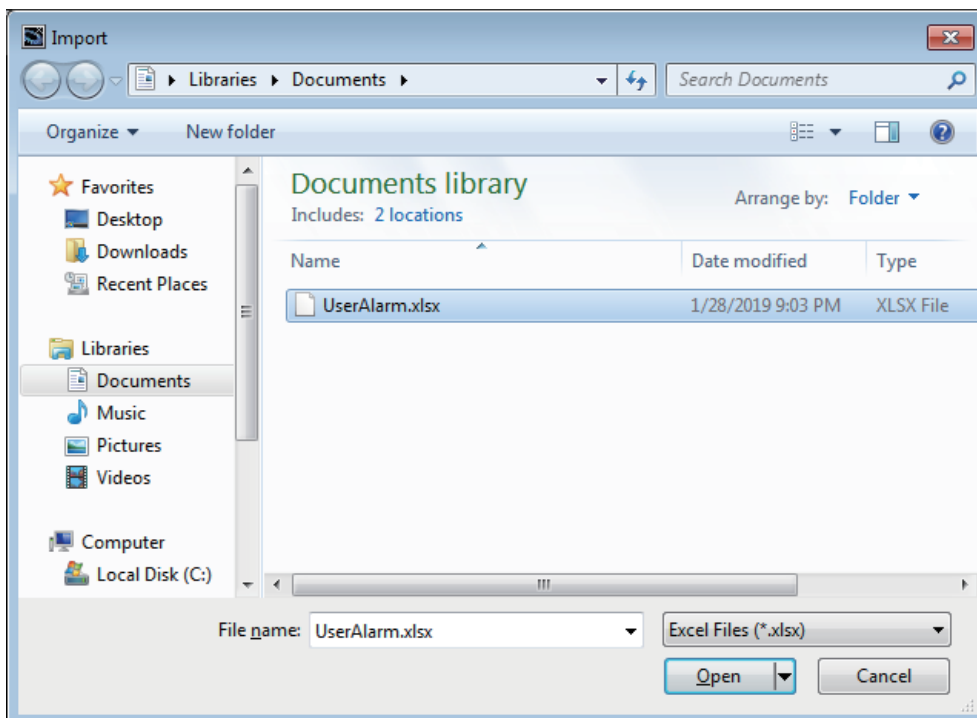 Import
Libraries Documents
Search Documents
Organize New folder
Favorites
Desktop
Downloads
Recent Places
Libraries
Documents
Music
Pictures
Videos
Computer
Local Disk (C:)
Documents library
Includes: 2 locations
Arrange by: Folder
Name Date modified Type
UserAlarm.xlsx 1/28/2019 9:03 PM XLSX File
File name: UserAlarm.xlsx Excel Files (*.xlsx)
Open Cancel